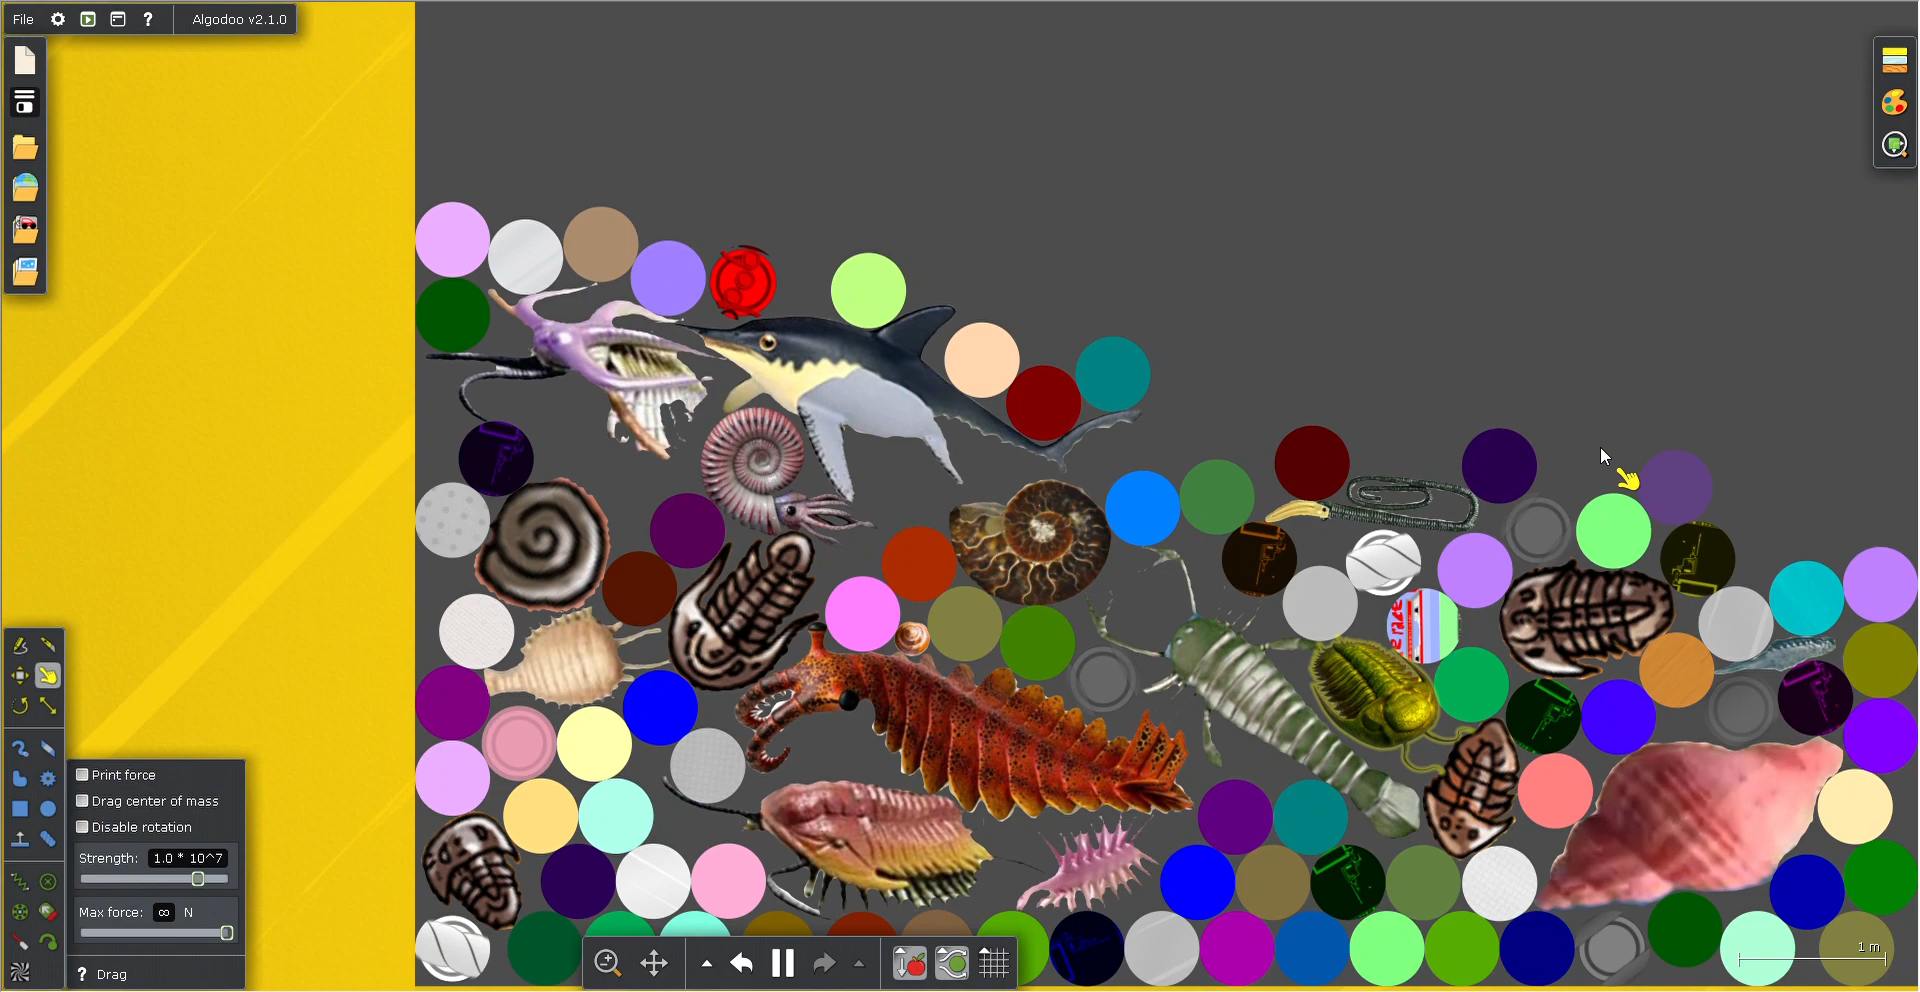 File ? Algodoo v2.1.0
Print force
Drag center of mass
Disable rotation
Strength: 1.0 * 10^7
Max force: ∞ N
? Drag
1 m